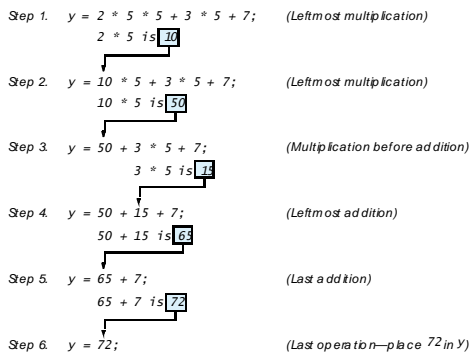 Step 1. y = 2 * 5 * 5 + 3 * 5 + 7; (Leftmost multiplication)
2 * 5 is 10
Step 2. y = 10 * 5 + 3 * 5 + 7; (Leftmost multiplication)
10 * 5 is 50
Step 3. y = 50 + 3 * 5 + 7; (Multiplication before addition)
3 * 5 is 15
Step 4. y = 50 + 15 + 7; (Leftmost addition)
50 + 15 is 65
Step 5. y = 65 + 7; (Last addition)
65 + 7 is 72
Step 6. y = 72; (Last operation—place 72 in y)